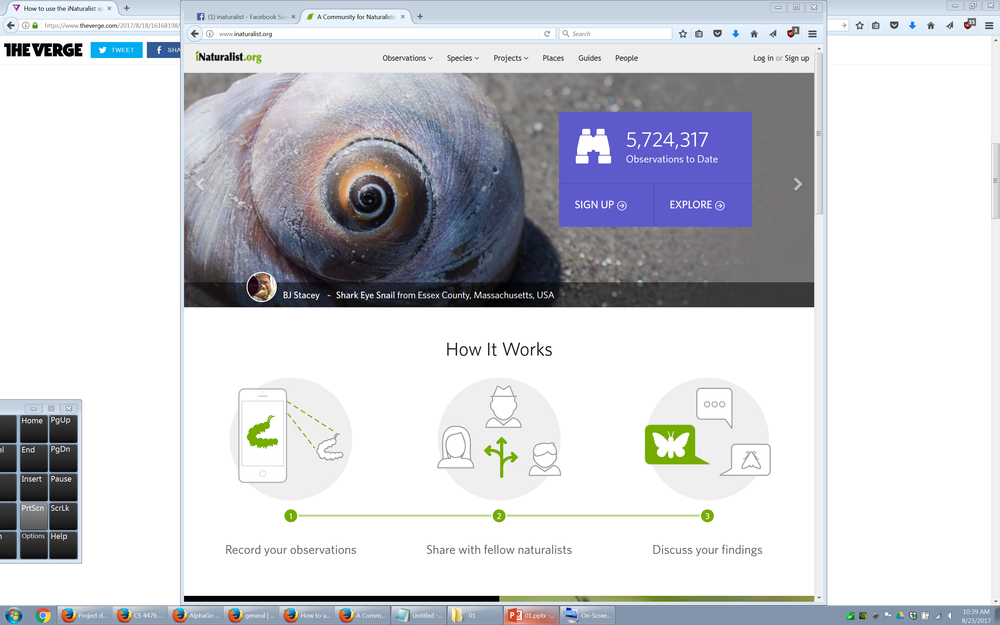 How to use the iNaturalist ap
https://www.theverge.com/2017/8/18/16168198/
35
THE VERGE
TWEET
SHA
(1) inaturalist - Facebook Sea
A Community for Naturalists
www.inaturalist.org
Search
3
iNaturalist.org
Observations
Species
Projects
Places
Guides
People
Log in or Sign up
5,724,317
Observations to Date
SIGN UP
EXPLORE
BJ Stacey ~ Shark Eye Snail from Essex County, Massachusetts, USA
How It Works
1
2
3
Record your observations
Share with fellow naturalists
Discuss your findings
Home
PgUp
el
End
PgDn
Insert
Pause
PrtScn
ScrLk
n
Options
Help
Project d...
CS 4476 ...
AlphaGo ...
general | ...
How to u...
A Comm...
Untitled -...
01
01.pptx -...
On-Scree...
10:39 AM
8/23/2017